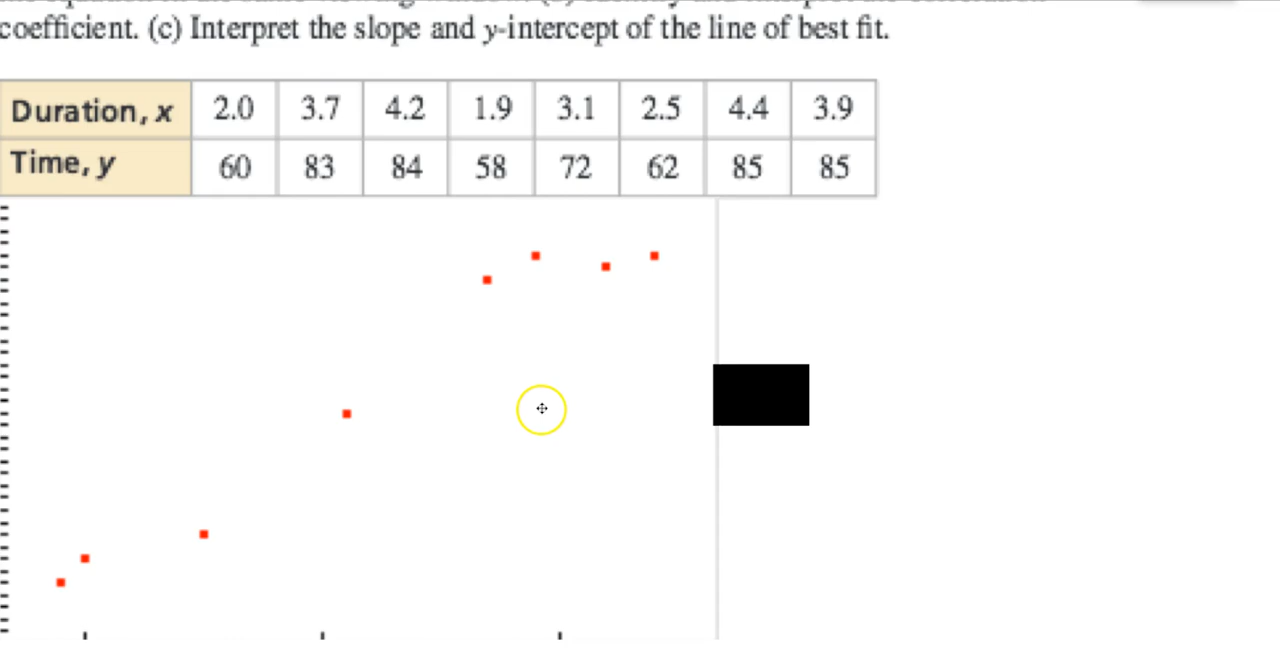 coefficient. (c) Interpret the slope and y-intercept of the line of best fit.
Duration, x 2.0 3.7 4.2 1.9 3.1 2.5 4.4 3.9
Time, y 60 83 84 58 72 62 85 85